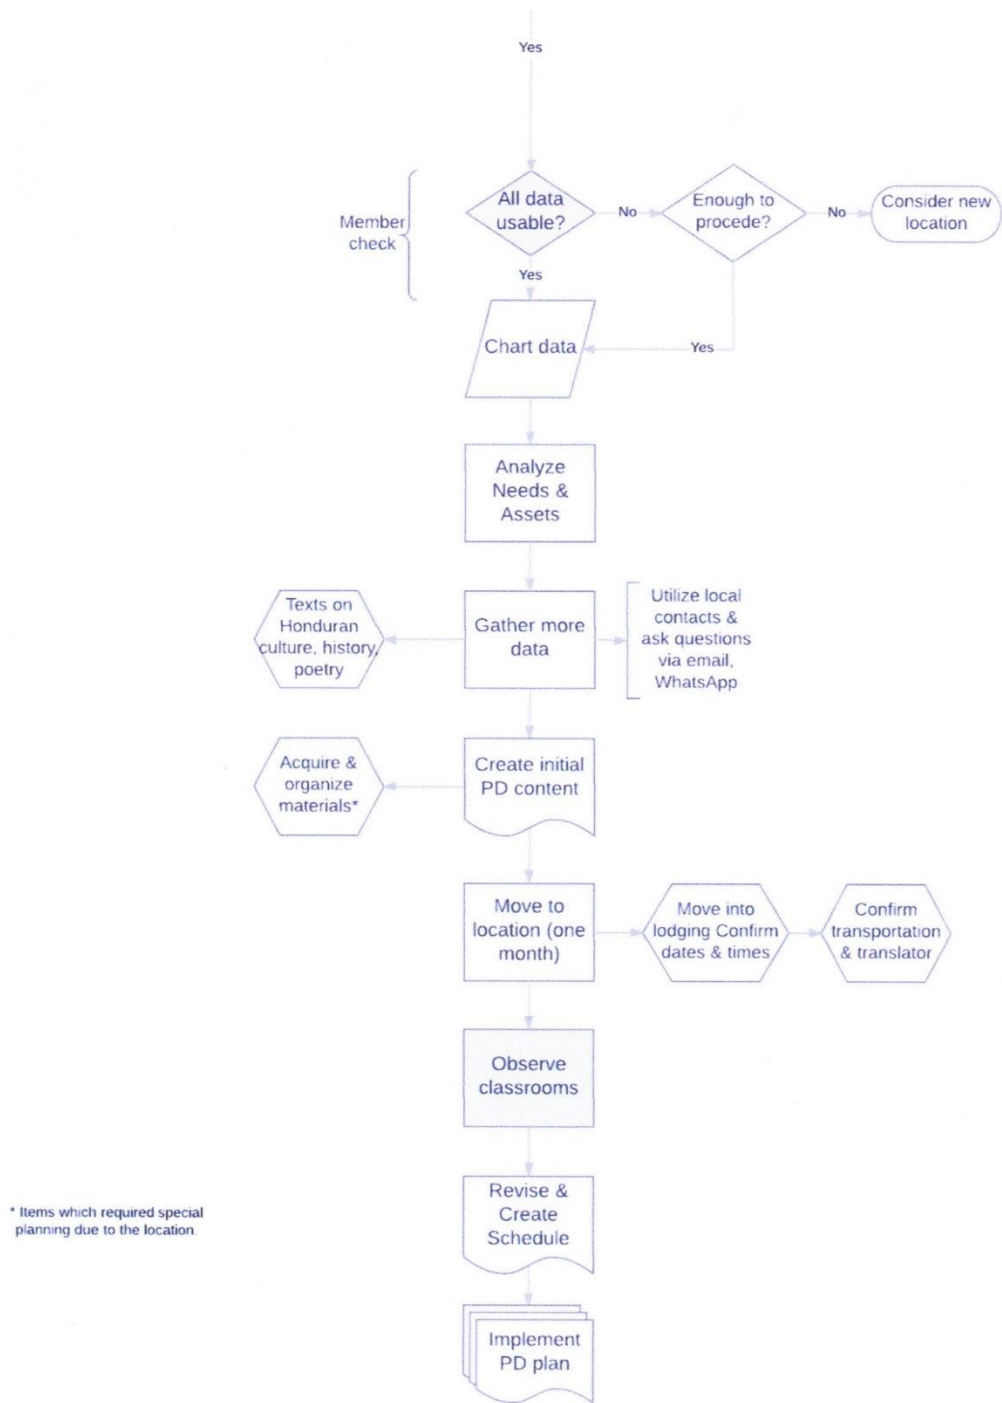 Yes
Member
check
All data
usable?
No
Enough to
procede?
No
Consider new
location
Yes
Chart data
Yes
Analyze
Needs &
Assets
Texts on
Honduran
culture, history,
poetry
Gather more
data
Utilize local
contacts &
ask questions
via email,
WhatsApp
Acquire &
organize
materials*
Create initial
PD content
Move to
location (one
month)
Move into
lodging Confirm
dates & times
Confirm
transportation
& translator
Observe
classrooms
* Items which required special
planning due to the location.
Revise &
Create
Schedule
Implement
PD plan